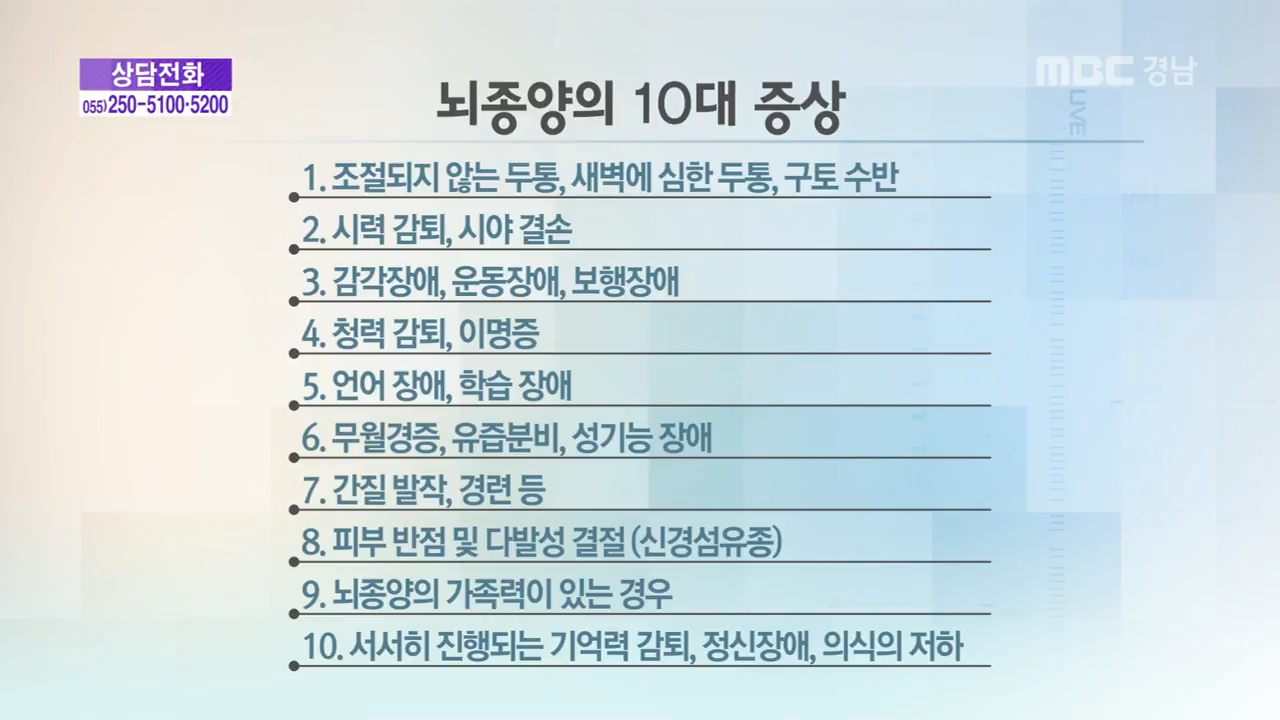 상담전화
055)250-5100·5200
MBC 경남
LIVE
뇌종양의 10대 증상
1. 조절되지 않는 두통, 새벽에 심한 두통, 구토 수반
2. 시력 감퇴, 시야 결손
3. 감각장애, 운동장애, 보행장애
4. 청력 감퇴, 이명증
5. 언어 장애, 학습 장애
6. 무월경증, 유즙분비, 성기능 장애
7. 간질 발작, 경련 등
8. 피부 반점 및 다발성 결절 (신경섬유종)
9. 뇌종양의 가족력이 있는 경우
10. 서서히 진행되는 기억력 감퇴, 정신장애, 의식의 저하